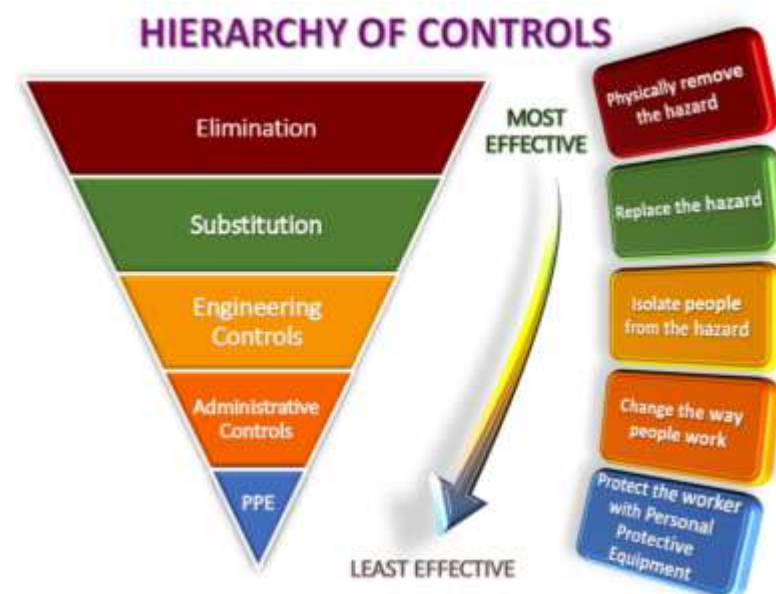 HIERARCHY OF CONTROLS
Elimination
Substitution
Engineering
Controls
Administrative
Controls
PPE
MOST
EFFECTIVE
LEAST EFFECTIVE
Physically remove
the hazard
Replace the hazard
Isolate people
from the hazard
Change the way
people work
Protect the worker
with Personal
Protective
Equipment